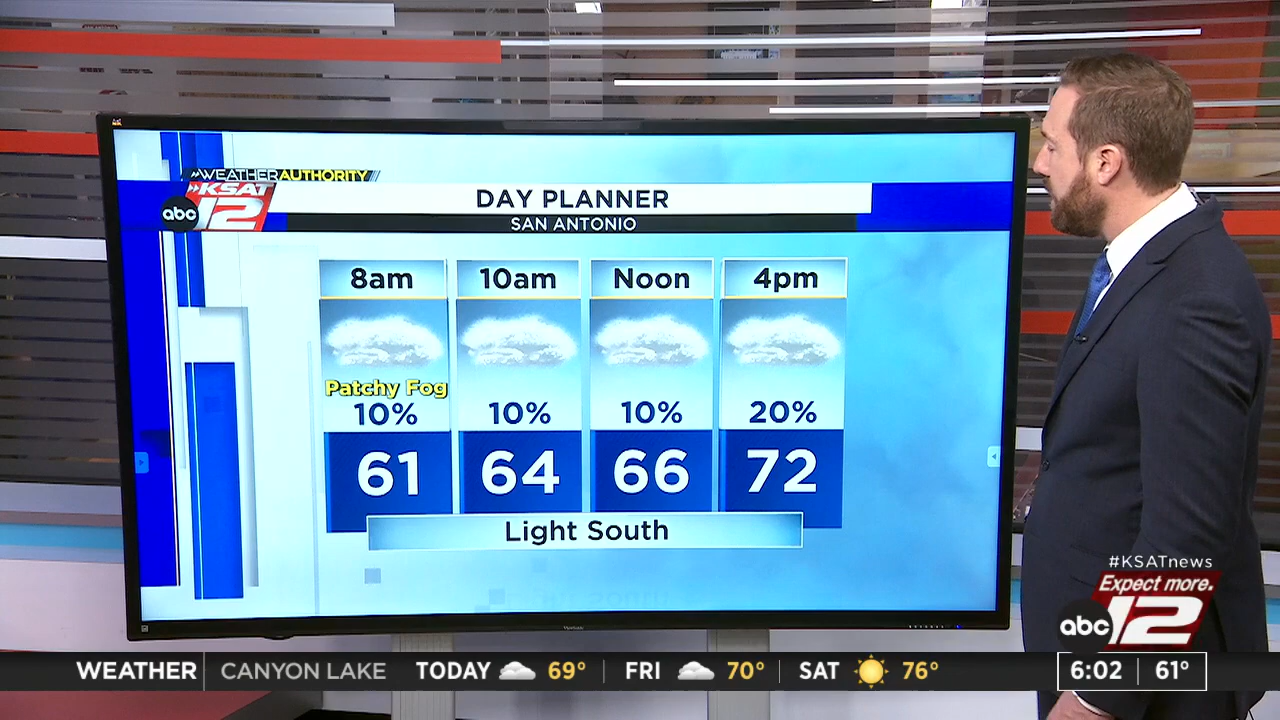 WEATHERAUTHORITY
KSAT
abc 12
DAY PLANNER
SAN ANTONIO
8am 10am Noon 4pm
Patchy Fog
10% 10% 10% 20%
61 64 66 72
Light South
ViewSonic
#KSATnews
Expect more.
abc 12
WEATHER CANYON LAKE TODAY 69° FRI 70° SAT 76° 6:02 61°